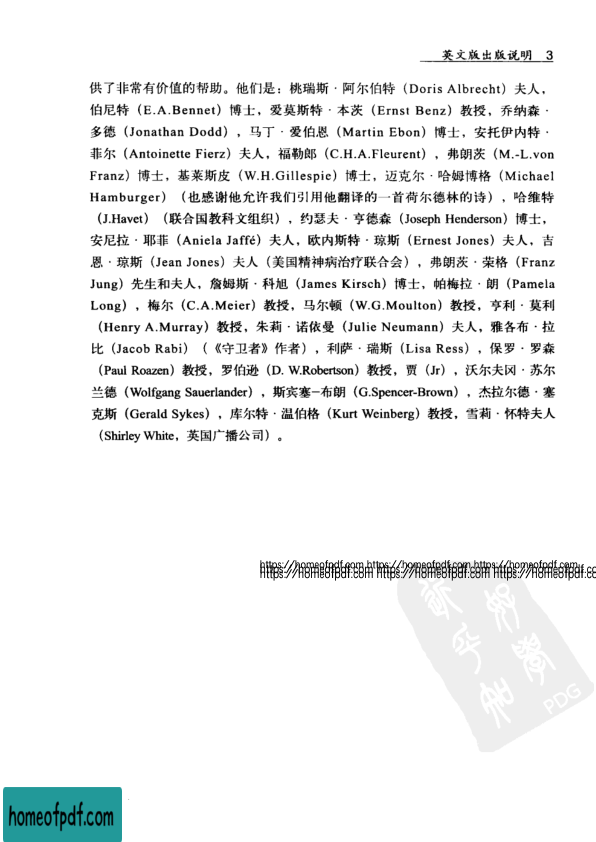 英文版出版说明 3
供了非常有价值的帮助。他们是：桃瑞斯·阿尔伯特（Doris Albrecht）夫人，
伯尼特（E.A.Bennet）博士，爱莫斯特·本茨（Ernst Benz）教授，乔纳森·
多德（Jonathan Dodd），马丁·爱伯恩（Martin Ebon）博士，安托伊内特·
菲尔（Antoinette Fierz）夫人，福勒郎（C.H.A.Fleurent），弗朗茨（M.-L.von
Franz）博士，基莱斯皮（W.H.Gillespie）博士，迈克尔·哈姆博格（Michael
Hamburger）（也感谢他允许我们引用他翻译的一首荷尔德林的诗），哈维特
（J.Havet）（联合国教科文组织），约瑟夫·亨德森（Joseph Henderson）博士，
安尼拉·耶菲（Aniela Jaffé）夫人，欧内斯特·琼斯（Ernest Jones）夫人，吉
恩·琼斯（Jean Jones）夫人（美国精神病治疗联合会），弗朗茨·荣格（Franz
Jung）先生和夫人，詹姆斯·科旭（James Kirsch）博士，帕梅拉·朗（Pamela
Long），梅尔（C.A.Meier）教授，马尔顿（W.G.Moulton）教授，亨利·莫利
（Henry A.Murray）教授，朱莉·诺依曼（Julie Neumann）夫人，雅各布·拉
比（Jacob Rabi）（《守卫者》作者），利萨·瑞斯（Lisa Ress），保罗·罗森
（Paul Roazen）教授，罗伯逊（D. W.Robertson）教授，贾（Jr），沃尔夫冈·苏尔
兰德（Wolfgang Sauerlander），斯宾塞–布朗（G.Spencer-Brown），杰拉尔德·塞
克斯（Gerald Sykes），库尔特·温伯格（Kurt Weinberg）教授，雪莉·怀特夫人
（Shirley White，英国广播公司）。
https://homeofpdf.com https://homeofpdf.com https://homeofpdf.com
https://homeofpdf.com https://homeofpdf.com https://homeofpdf.co
PDG
homeofpdf.com